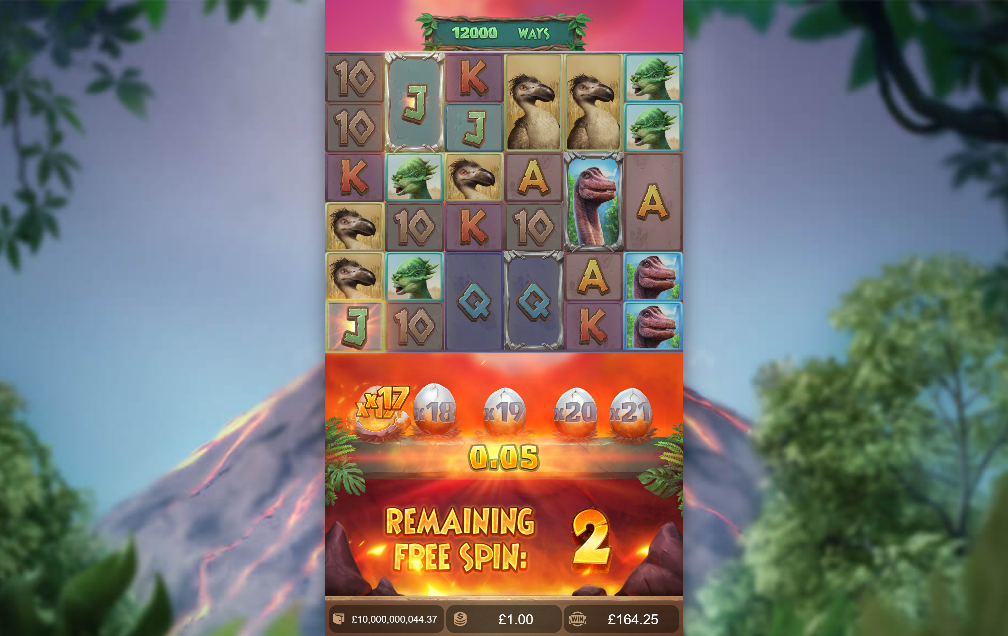 12000 WAYS
10 J K
10 J
K A A
10 K 10
Q Q A
J 10 K
x17 x18 x19 x20 x21
0.05
REMAINING
FREE SPIN: 2
£10,000,000,044.37 £1.00 WIN £164.25